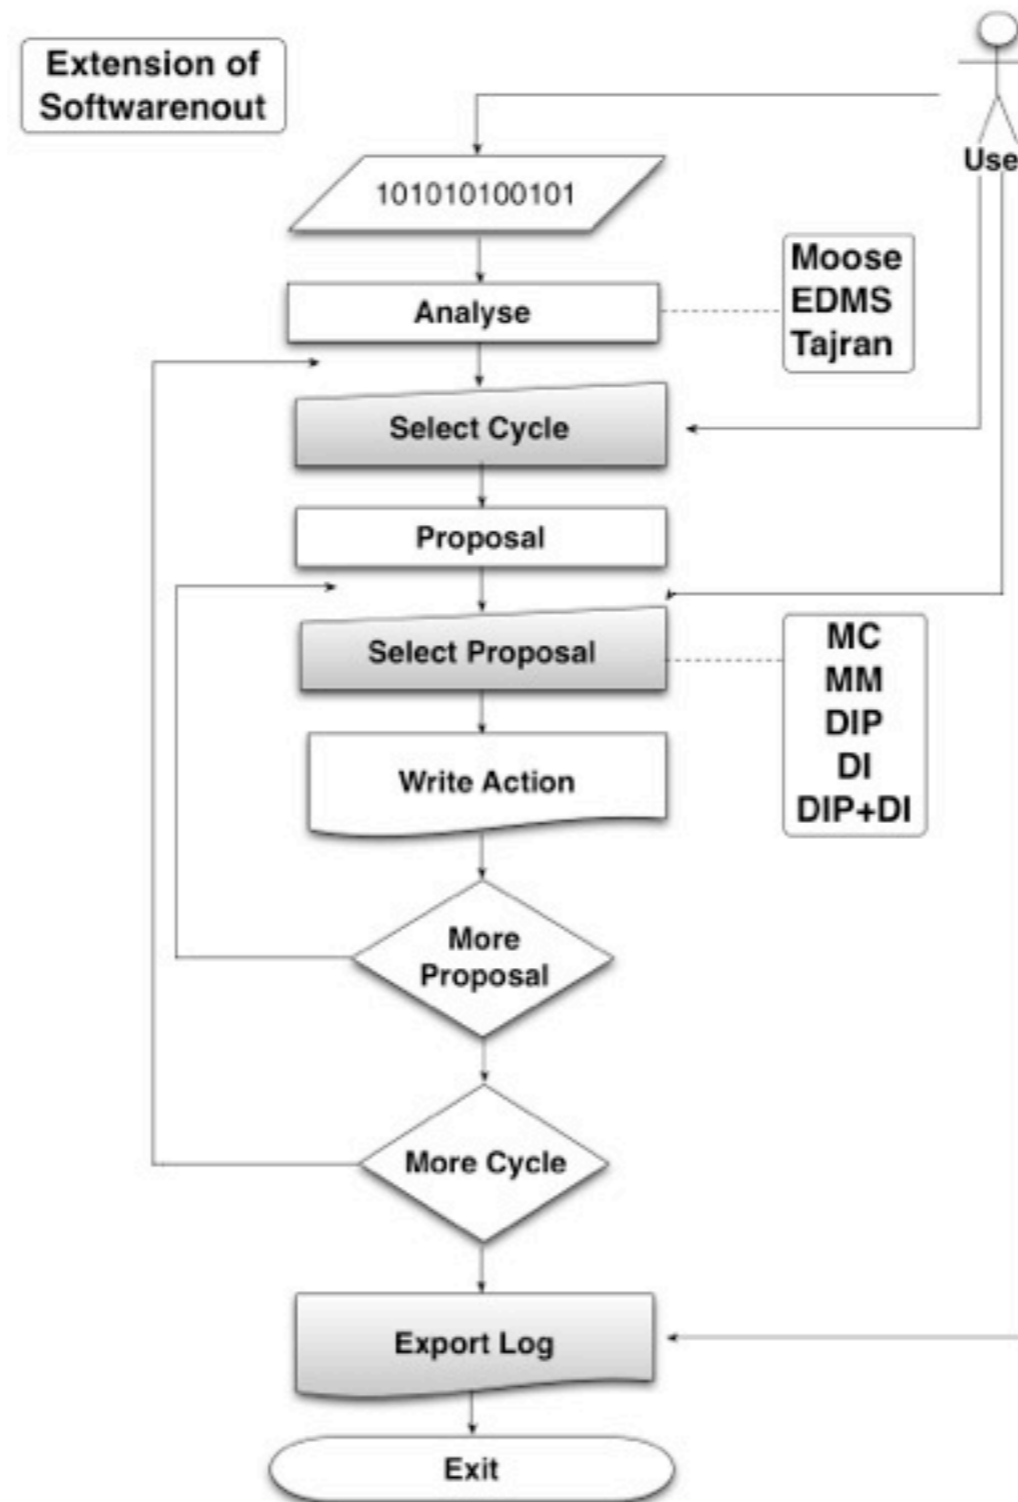 Extension of
Softwarenout
Use
101010100101
Analyse
Moose
EDMS
Tajran
Select Cycle
Proposal
Select Proposal
MC
MM
DIP
DI
DIP+DI
Write Action
More
Proposal
More Cycle
Export Log
Exit